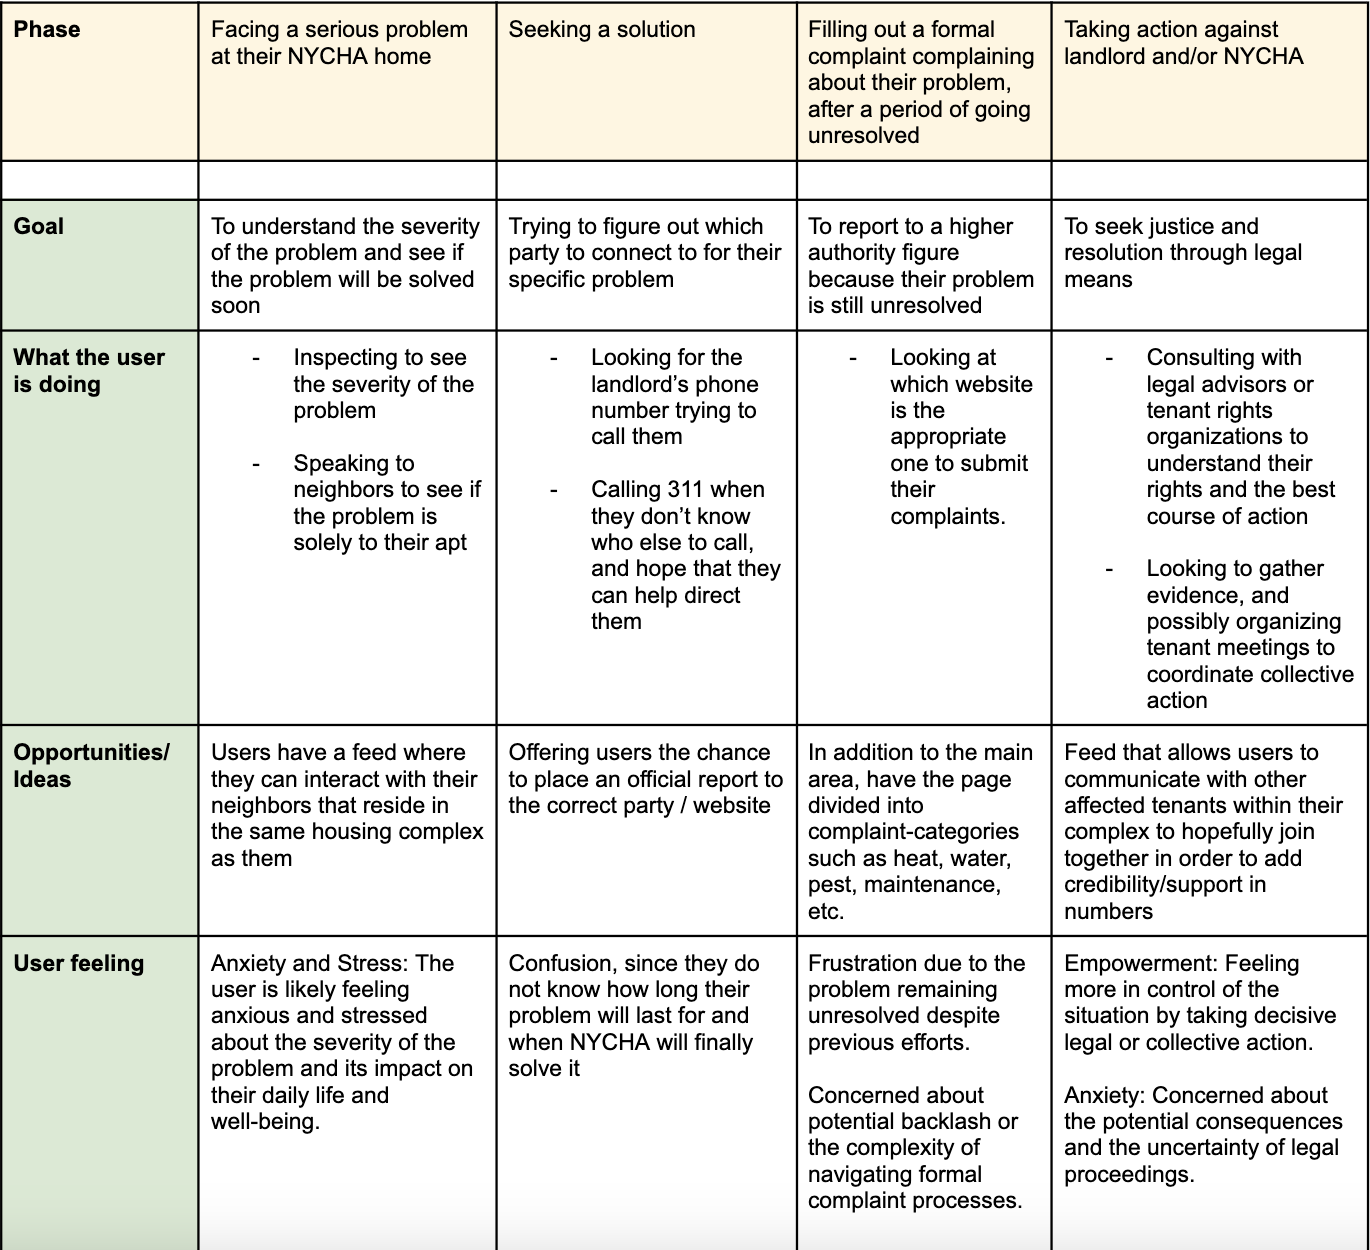 Phase
Facing a serious problem
at their NYCHA home
Seeking a solution
Filling out a formal
complaint complaining
about their problem,
after a period of going
unresolved
Taking action against
landlord and/or NYCHA
Goal
To understand the severity
of the problem and see if
the problem will be solved
soon
Trying to figure out which
party to connect to for their
specific problem
To report to a higher
authority figure
because their problem
is still unresolved
To seek justice and
resolution through legal
means
What the user
is doing
- Inspecting to see
the severity of the
problem
- Speaking to
neighbors to see if
the problem is
solely to their apt
- Looking for the
landlord’s phone
number trying to
call them
- Calling 311 when
they don’t know
who else to call,
and hope that they
can help direct
them
- Looking at
which website
is the
appropriate
one to submit
their
complaints.
- Consulting with
legal advisors or
tenant rights
organizations to
understand their
rights and the best
course of action
- Looking to gather
evidence, and
possibly organizing
tenant meetings to
coordinate collective
action
Opportunities/
Ideas
Users have a feed where
they can interact with their
neighbors that reside in
the same housing complex
as them
Offering users the chance
to place an official report to
the correct party / website
In addition to the main
area, have the page
divided into
complaint-categories
such as heat, water,
pest, maintenance,
etc.
Feed that allows users to
communicate with other
affected tenants within their
complex to hopefully join
together in order to add
credibility/support in
numbers
User feeling
Anxiety and Stress: The
user is likely feeling
anxious and stressed
about the severity of the
problem and its impact on
their daily life and
well-being.
Confusion, since they do
not know how long their
problem will last for and
when NYCHA will finally
solve it
Frustration due to the
problem remaining
unresolved despite
previous efforts.
Concerned about
potential backlash or
the complexity of
navigating formal
complaint processes.
Empowerment: Feeling
more in control of the
situation by taking decisive
legal or collective action.
Anxiety: Concerned about
the potential consequences
and the uncertainty of legal
proceedings.